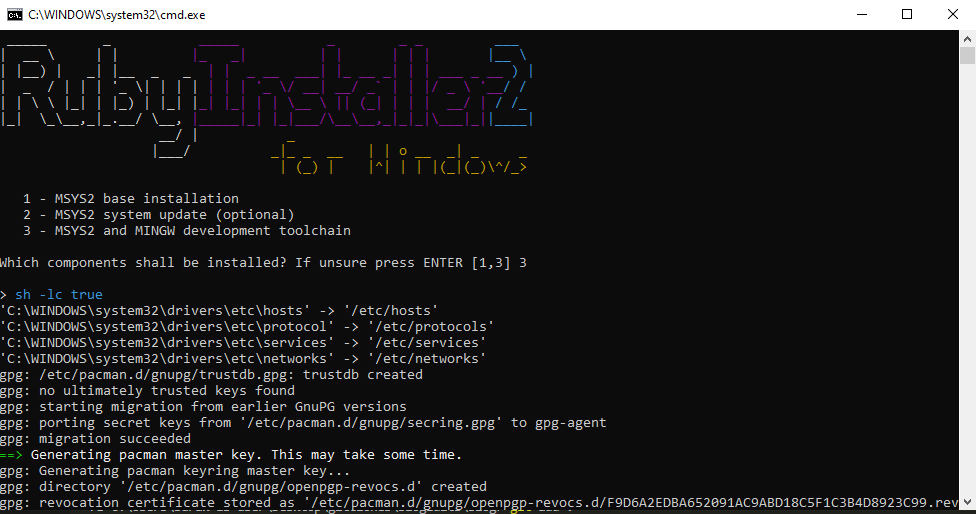 C:\WINDOWS\system32\cmd.exe
RubyInstaller2
for Windows
1 - MSYS2 base installation
2 - MSYS2 system update (optional)
3 - MSYS2 and MINGW development toolchain
Which components shall be installed? If unsure press ENTER [1,3] 3
> sh -lc true
'C:\WINDOWS\system32\drivers\etc\hosts' -> '/etc/hosts'
'C:\WINDOWS\system32\drivers\etc\protocol' -> '/etc/protocols'
'C:\WINDOWS\system32\drivers\etc\services' -> '/etc/services'
'C:\WINDOWS\system32\drivers\etc\networks' -> '/etc/networks'
gpg: /etc/pacman.d/gnupg/trustdb.gpg: trustdb created
gpg: no ultimately trusted keys found
gpg: starting migration from earlier GnuPG versions
gpg: porting secret keys from '/etc/pacman.d/gnupg/secring.gpg' to gpg-agent
gpg: migration succeeded
==> Generating pacman master key. This may take some time.
gpg: Generating pacman keyring master key...
gpg: directory '/etc/pacman.d/gnupg/openpgp-revocs.d' created
gpg: revocation certificate stored as '/etc/pacman.d/gnupg/openpgp-revocs.d/F9D6A2EDBA652091AC9ABD18C5F1C3B4D8923C99.rev